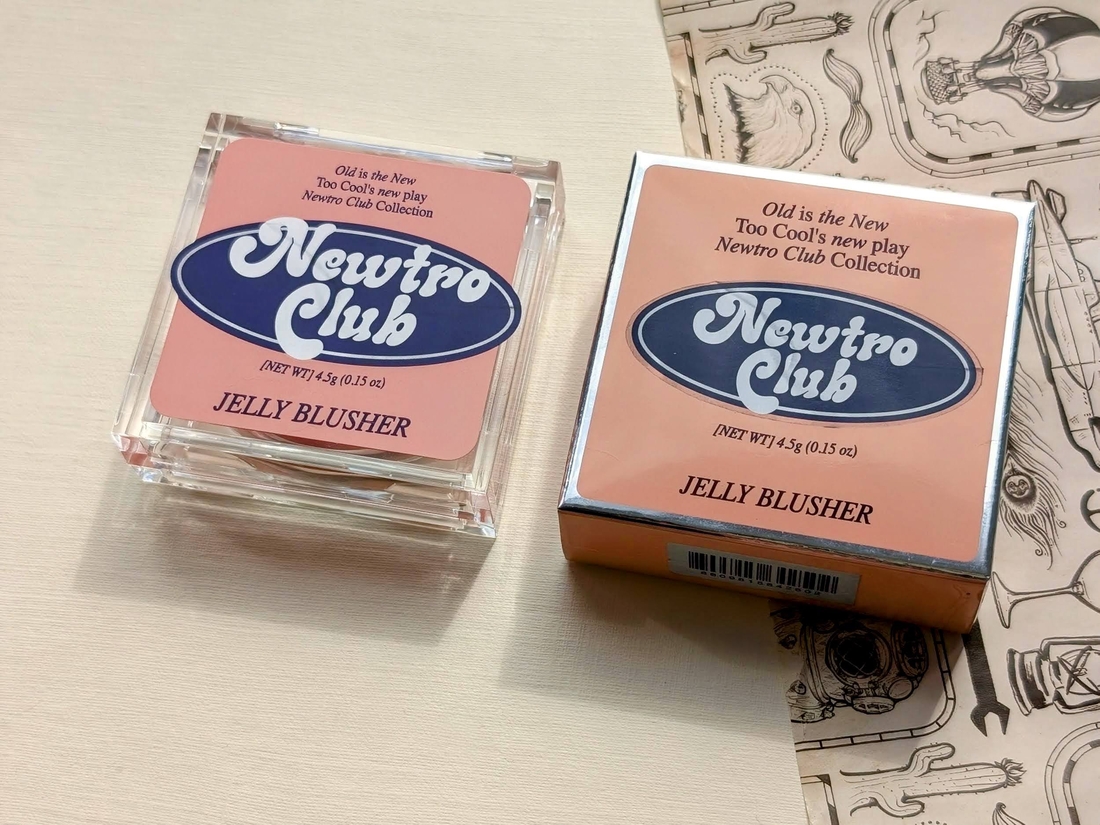 Old is the New
Too Cool's new play
Newtro Club Collection
Newtro
Club
[NET WT] 4.5g (0.15 oz)
JELLY BLUSHER
Old is the New
Too Cool's new play
Newtro Club Collection
Newtro
Club
[NET WT] 4.5g (0.15 oz)
JELLY BLUSHER